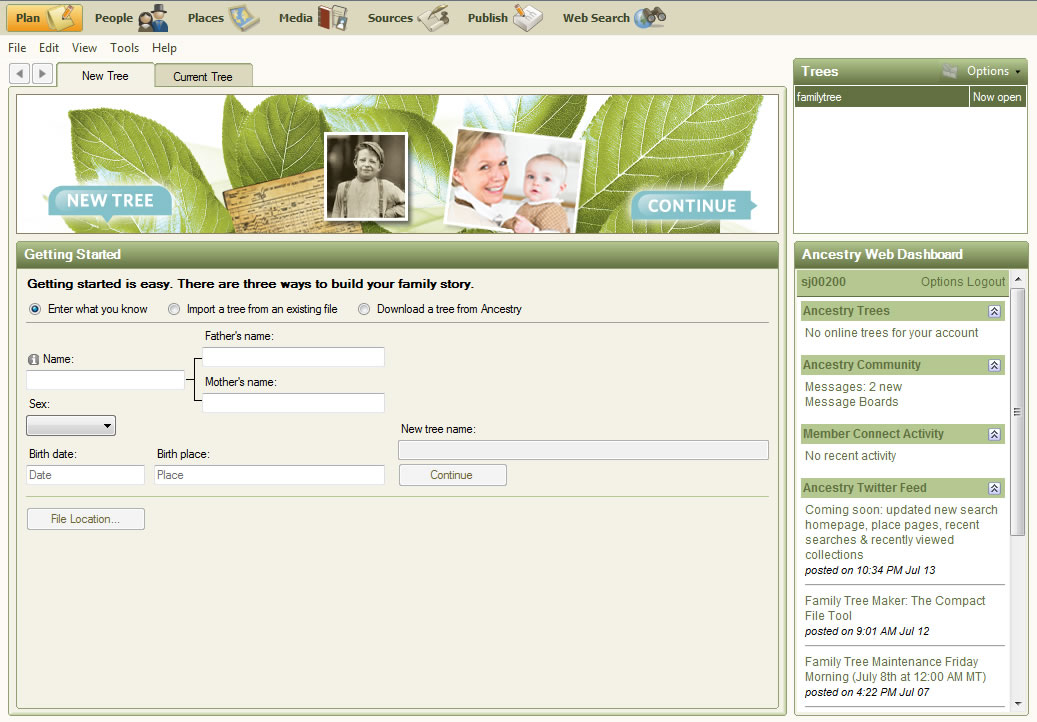 Plan People Places Media Sources Publish Web Search
File Edit View Tools Help
New Tree Current Tree
NEW TREE
CONTINUE
Getting Started
Getting started is easy. There are three ways to build your family story.
Enter what you know Import a tree from an existing file Download a tree from Ancestry
Father's name:
Name:
Mother's name:
Sex:
New tree name:
Birth date: Birth place:
Date Place
Continue
File Location...
Trees Options
familytree Now open
Ancestry Web Dashboard
sj00200 Options Logout
Ancestry Trees
No online trees for your account
Ancestry Community
Messages: 2 new
Message Boards
Member Connect Activity
No recent activity
Ancestry Twitter Feed
Coming soon: updated new search
homepage, place pages, recent
searches & recently viewed
collections
posted on 10:34 PM Jul 13
Family Tree Maker: The Compact
File Tool
posted on 9:01 AM Jul 12
Family Tree Maintenance Friday
Morning (July 8th at 12:00 AM MT)
posted on 4:22 PM Jul 07